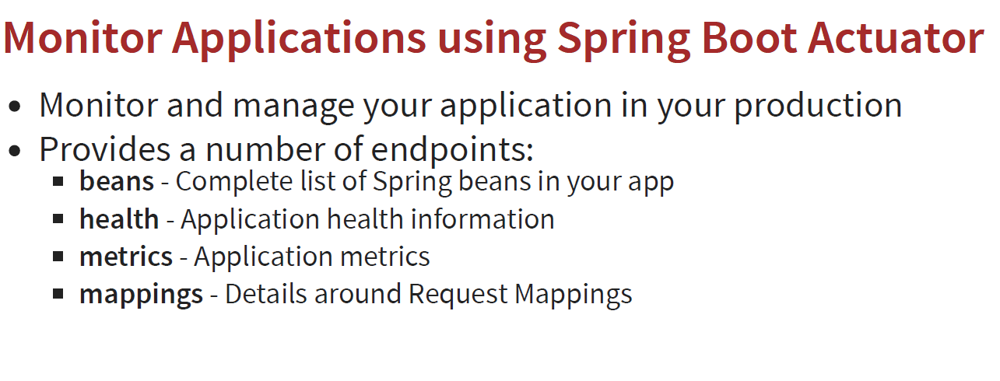 Monitor Applications using Spring Boot Actuator
• Monitor and manage your application in your production
• Provides a number of endpoints:
▪ beans - Complete list of Spring beans in your app
▪ health - Application health information
▪ metrics - Application metrics
▪ mappings - Details around Request Mappings